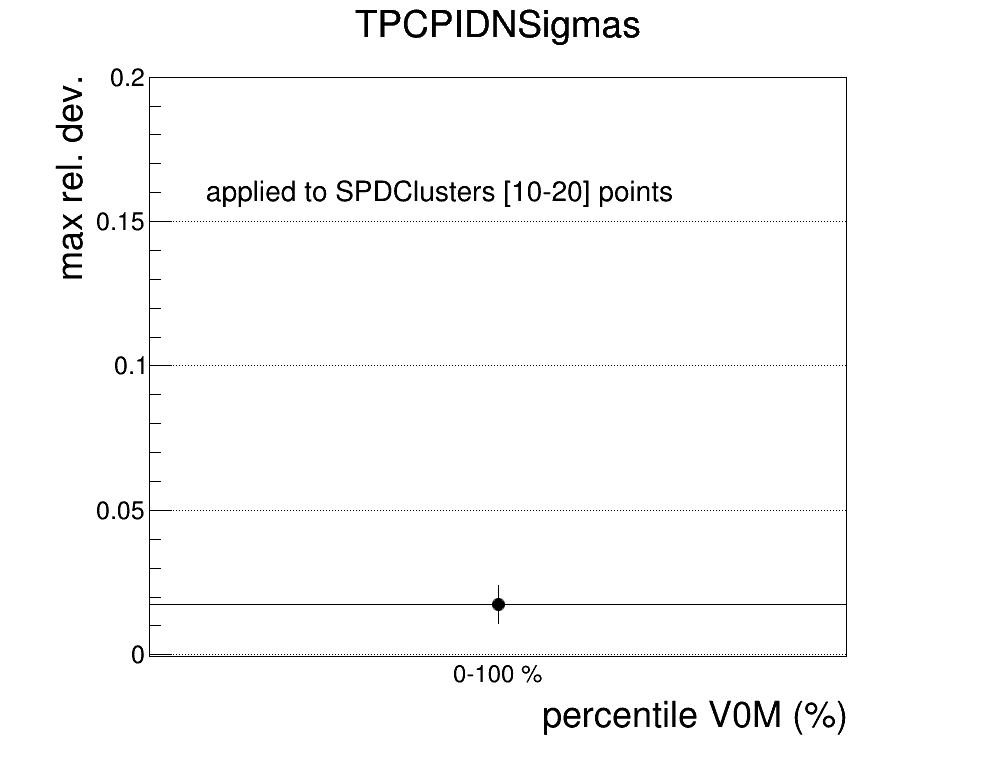 TPCPIDNSigmas
max rel. dev.
0.2
applied to SPDClusters [10-20] points
0.15
0.1
0.05
0
0-100 %
percentile V0M (%)